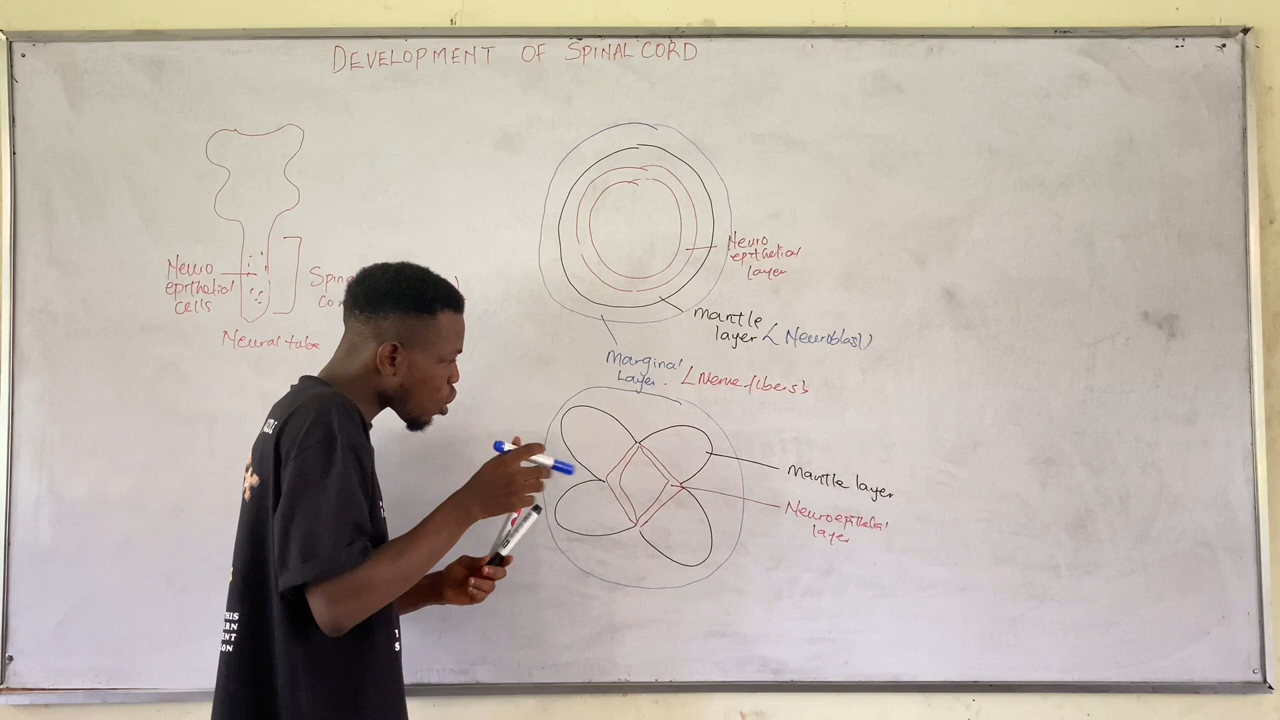 DEVELOPMENT OF SPINAL CORD
Neuro
epithelial
cells
Neural tube
Neuro
epithelial
layer
Mantle
layer (Neuroblast)
Marginal
Layer. (Nerve fibers)
Mantle layer
Neuroepithelial
layer